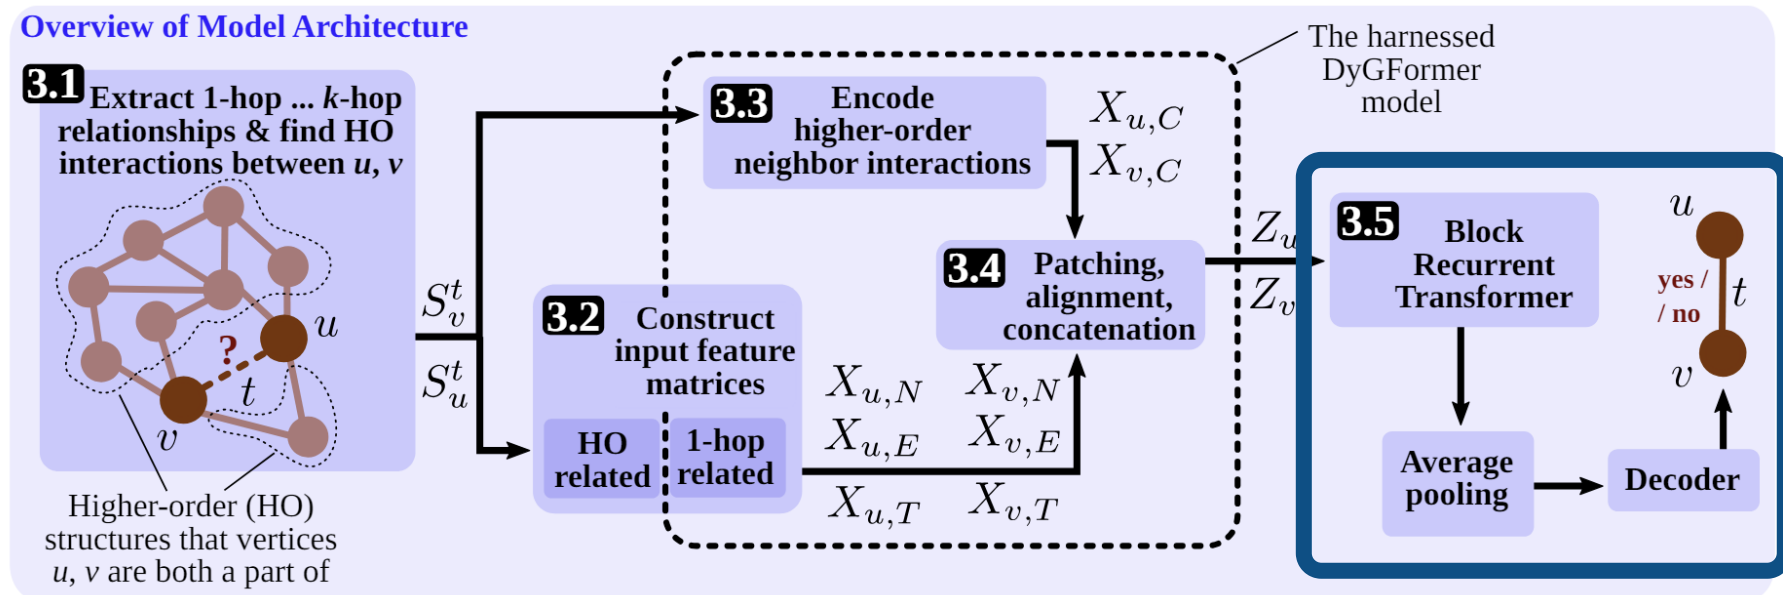 Overview of Model Architecture
3.1
Extract 1-hop ... k-hop
relationships & find HO
interactions between u, v
u
?
t
v
Higher-order (HO)
structures that vertices
u, v are both a part of
S_v^t
S_u^t
3.3
Encode
higher-order
neighbor interactions
X_{u,C}
X_{v,C}
The harnessed
DyGFormer
model
3.2
Construct
input feature
matrices
HO
related
1-hop
related
X_{u,N} X_{v,N}
X_{u,E} X_{v,E}
X_{u,T} X_{v,T}
3.4
Patching,
alignment,
concatenation
Z_u
Z_v
3.5
Block
Recurrent
Transformer
Average
pooling
Decoder
u
yes /
/ no
t
v